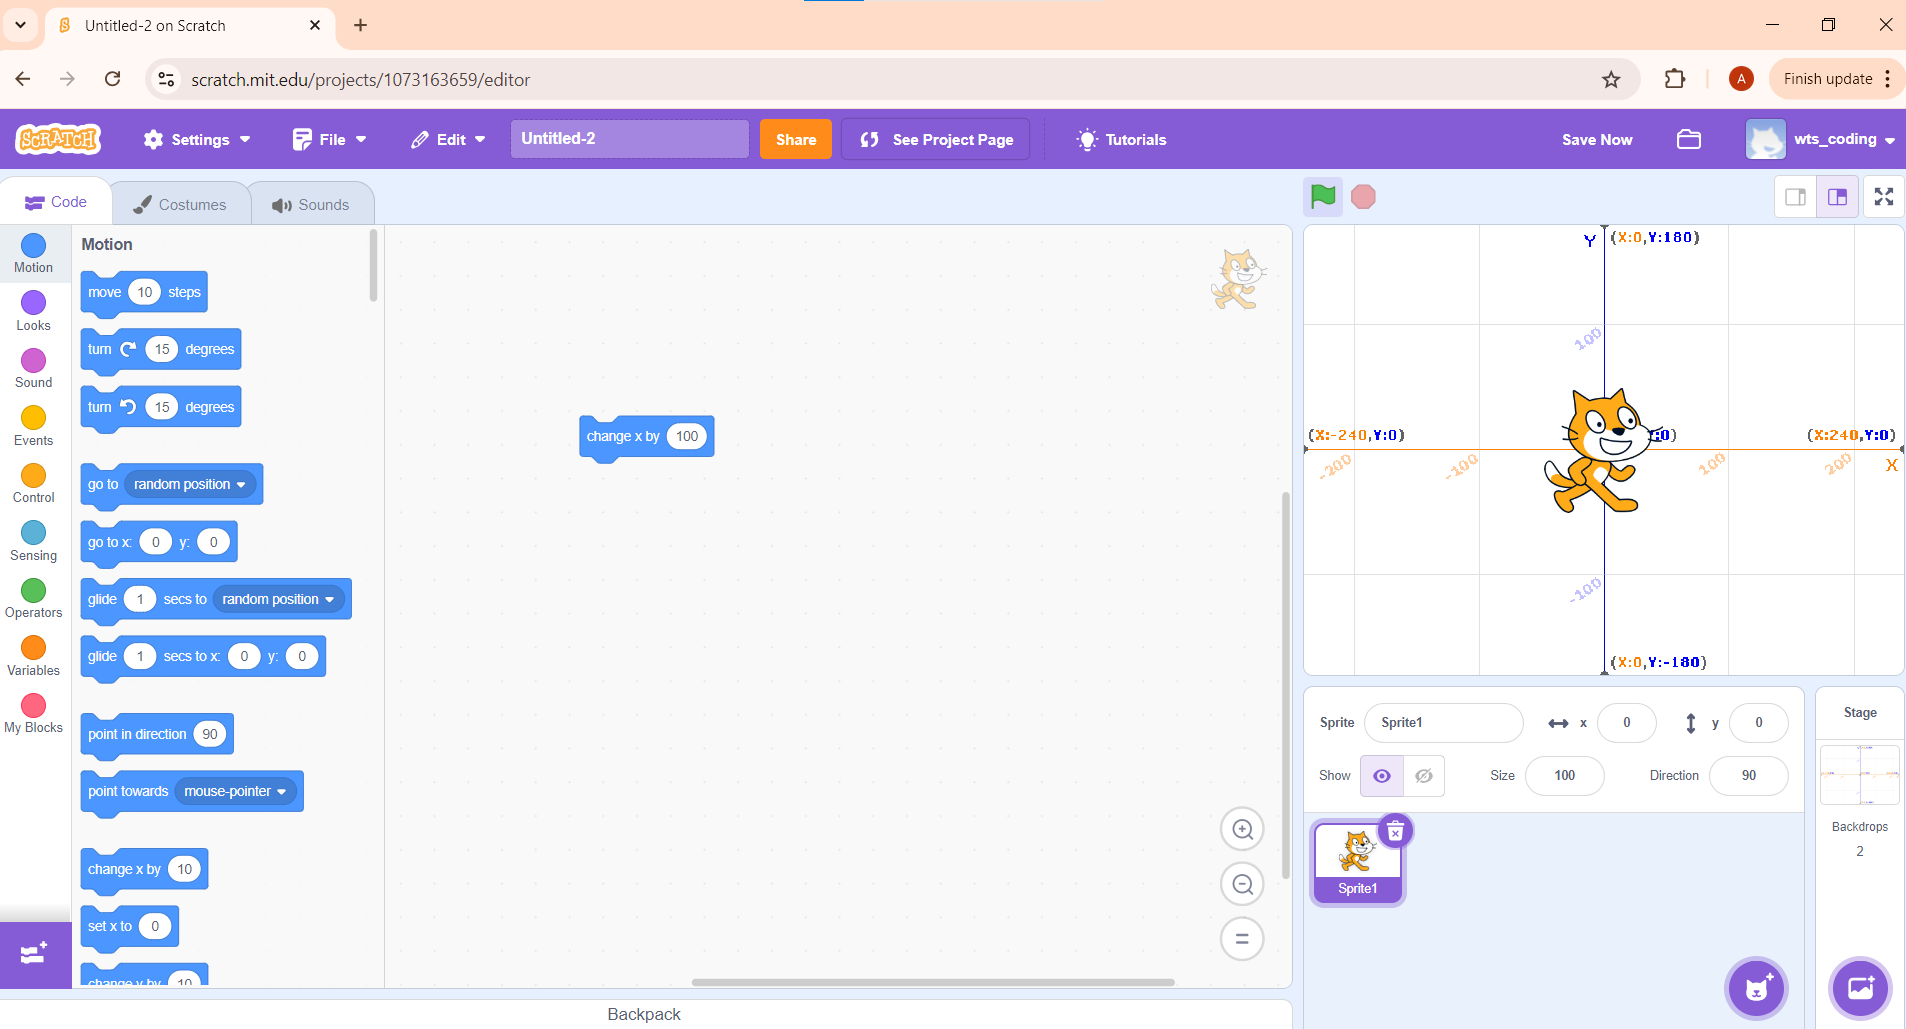 Untitled-2 on Scratch
scratch.mit.edu/projects/1073163659/editor
A
Finish update
SCRATCH
Settings
File
Edit
Untitled-2
Share
See Project Page
Tutorials
Save Now
wts_coding
Code
Costumes
Sounds
Motion
Looks
Sound
Events
Control
Sensing
Operators
Variables
My Blocks
Motion
move 10 steps
turn 15 degrees
turn 15 degrees
go to random position
go to x: 0 y: 0
glide 1 secs to random position
glide 1 secs to x: 0 y: 0
point in direction 90
point towards mouse-pointer
change x by 10
set x to 0
change y by 10
change x by 100
Backpack
Y (X:0,Y:180)
100
(X:-240,Y:0)
:0)
(X:240,Y:0)
-200
-100
100
200
X
-100
(X:0,Y:-180)
Sprite Sprite1 x 0 y 0
Show Size 100 Direction 90
Sprite1
Stage
Backdrops
2